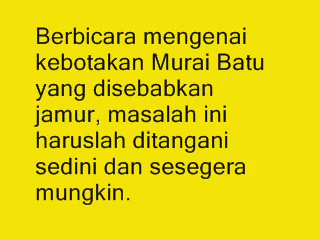 Berbicara mengenai
kebotakan Murai Batu
yang disebabkan
jamur, masalah ini
haruslah ditangani
sedini dan sesegera
mungkin.